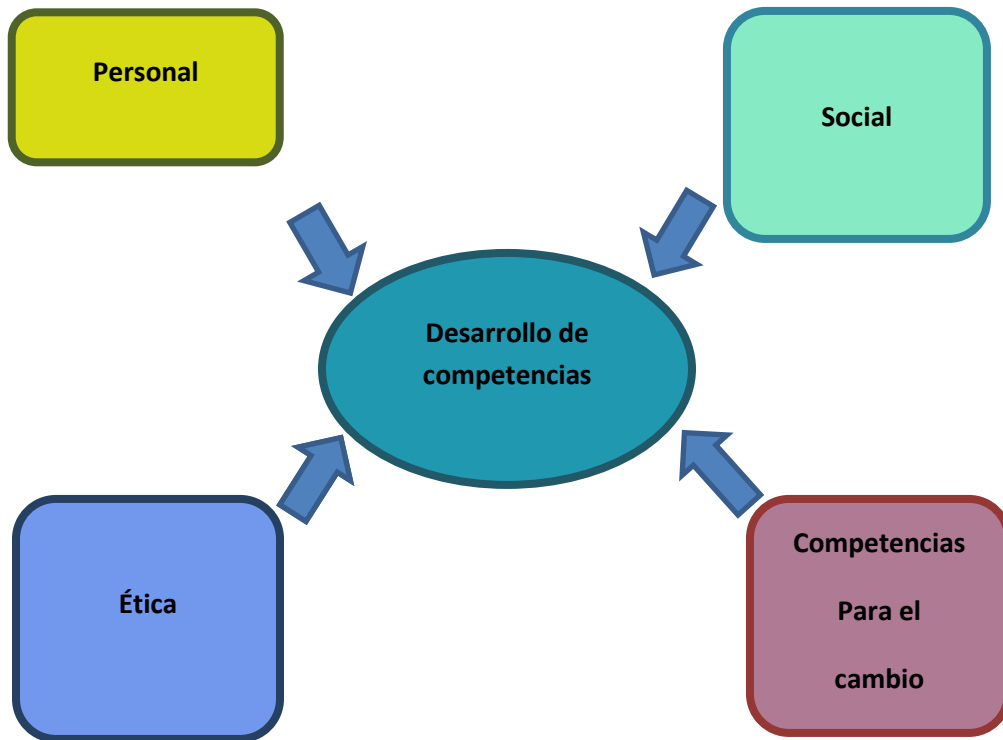 Personal
Social
Desarrollo de
competencias
Ética
Competencias
Para el
cambio